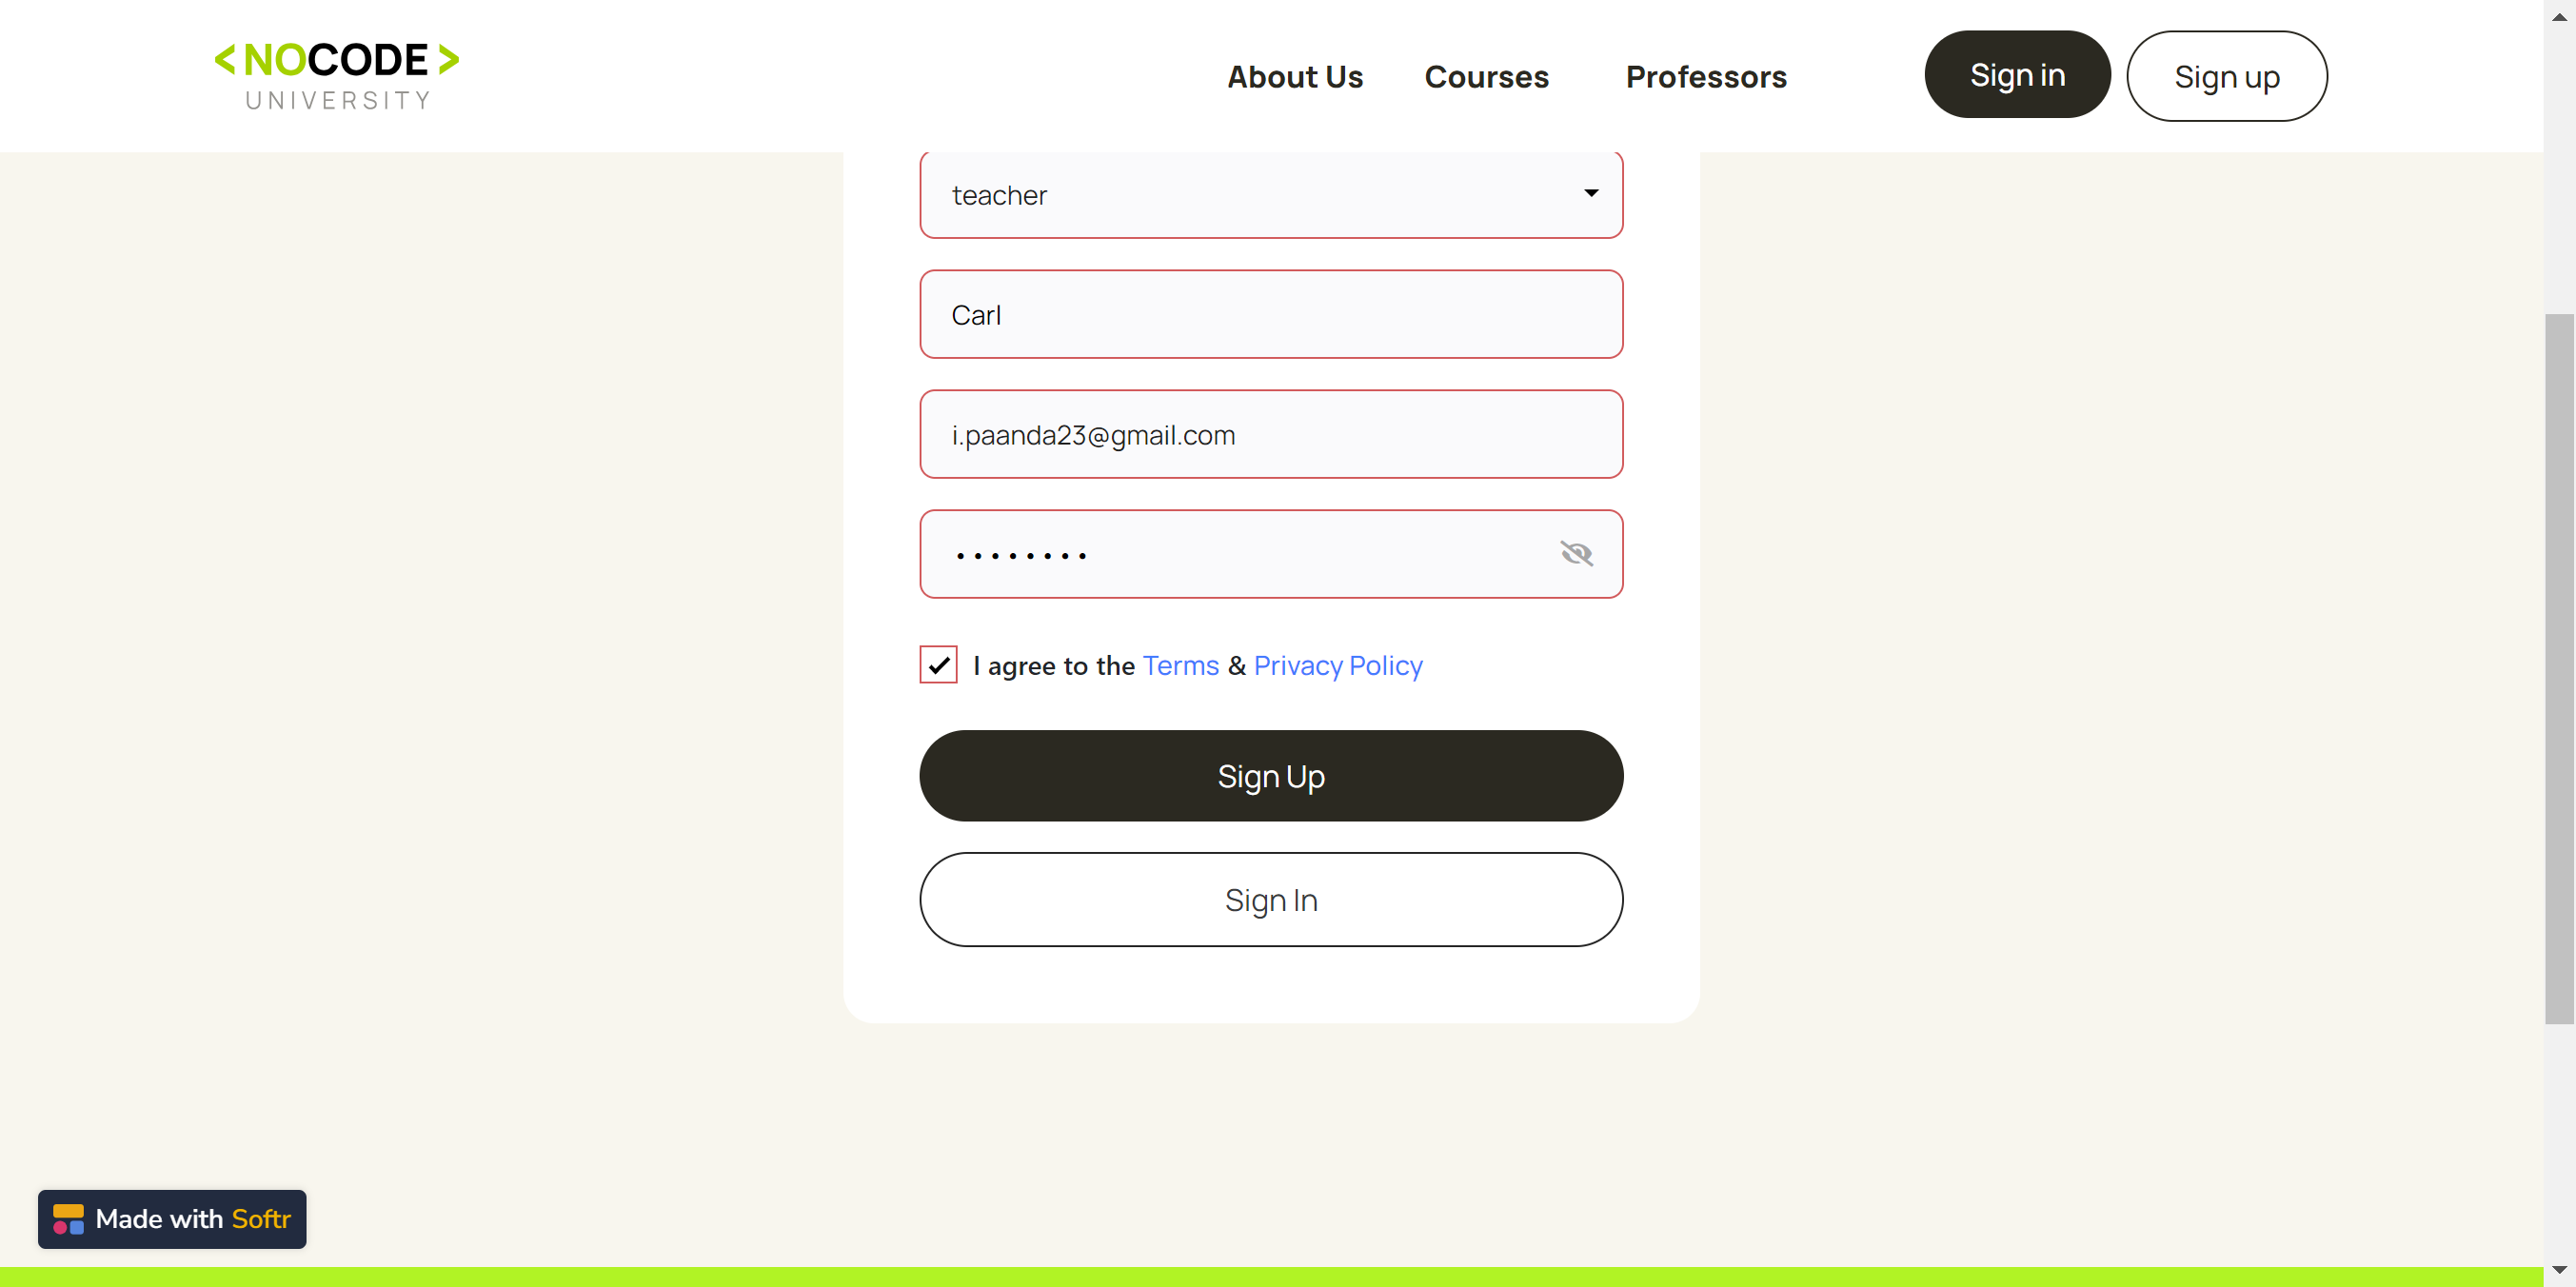 <NOCODE>
UNIVERSITY
About Us
Courses
Professors
Sign in
Sign up
teacher
Carl
i.paanda23@gmail.com
••••••••
I agree to the Terms & Privacy Policy
Sign Up
Sign In
Made with Softr